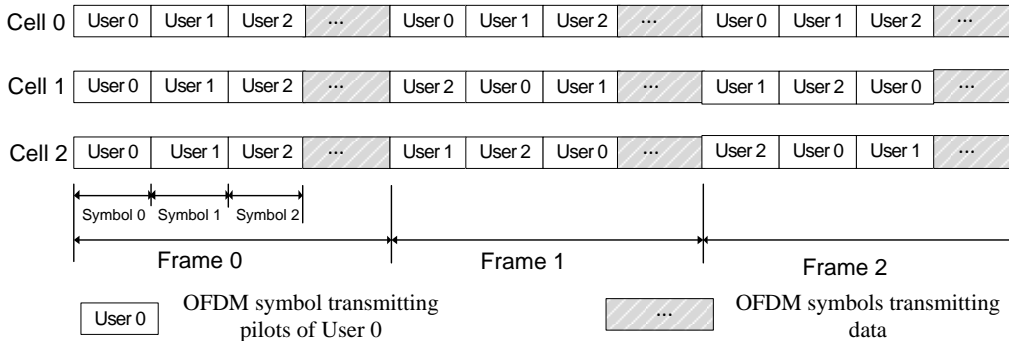 Cell 0 User 0 User 1 User 2 ... User 0 User 1 User 2 ... User 0 User 1 User 2 ...
Cell 1 User 0 User 1 User 2 ... User 2 User 0 User 1 ... User 1 User 2 User 0 ...
Cell 2 User 0 User 1 User 2 ... User 1 User 2 User 0 ... User 2 User 0 User 1 ...
Symbol 0 Symbol 1 Symbol 2
Frame 0 Frame 1 Frame 2
User 0 OFDM symbol transmitting pilots of User 0
... OFDM symbols transmitting data